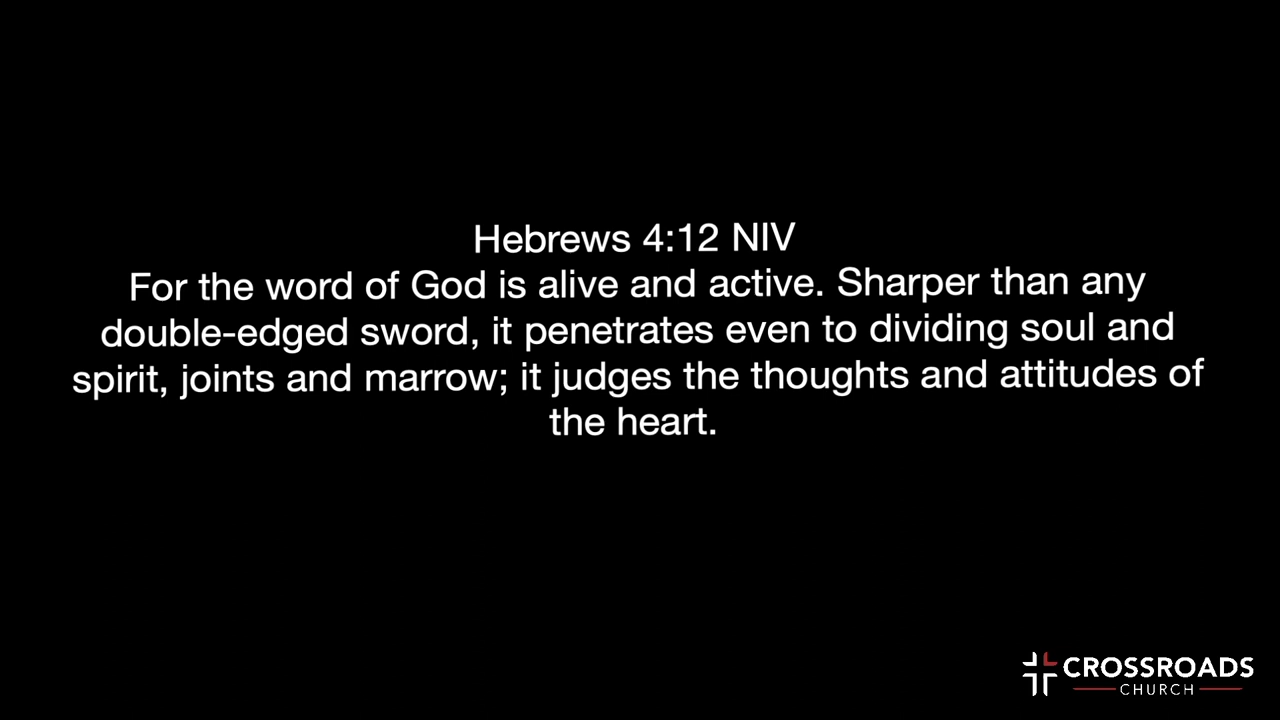 Hebrews 4:12 NIV
For the word of God is alive and active. Sharper than any
double-edged sword, it penetrates even to dividing soul and
spirit, joints and marrow; it judges the thoughts and attitudes of
the heart.
CROSSROADS
CHURCH